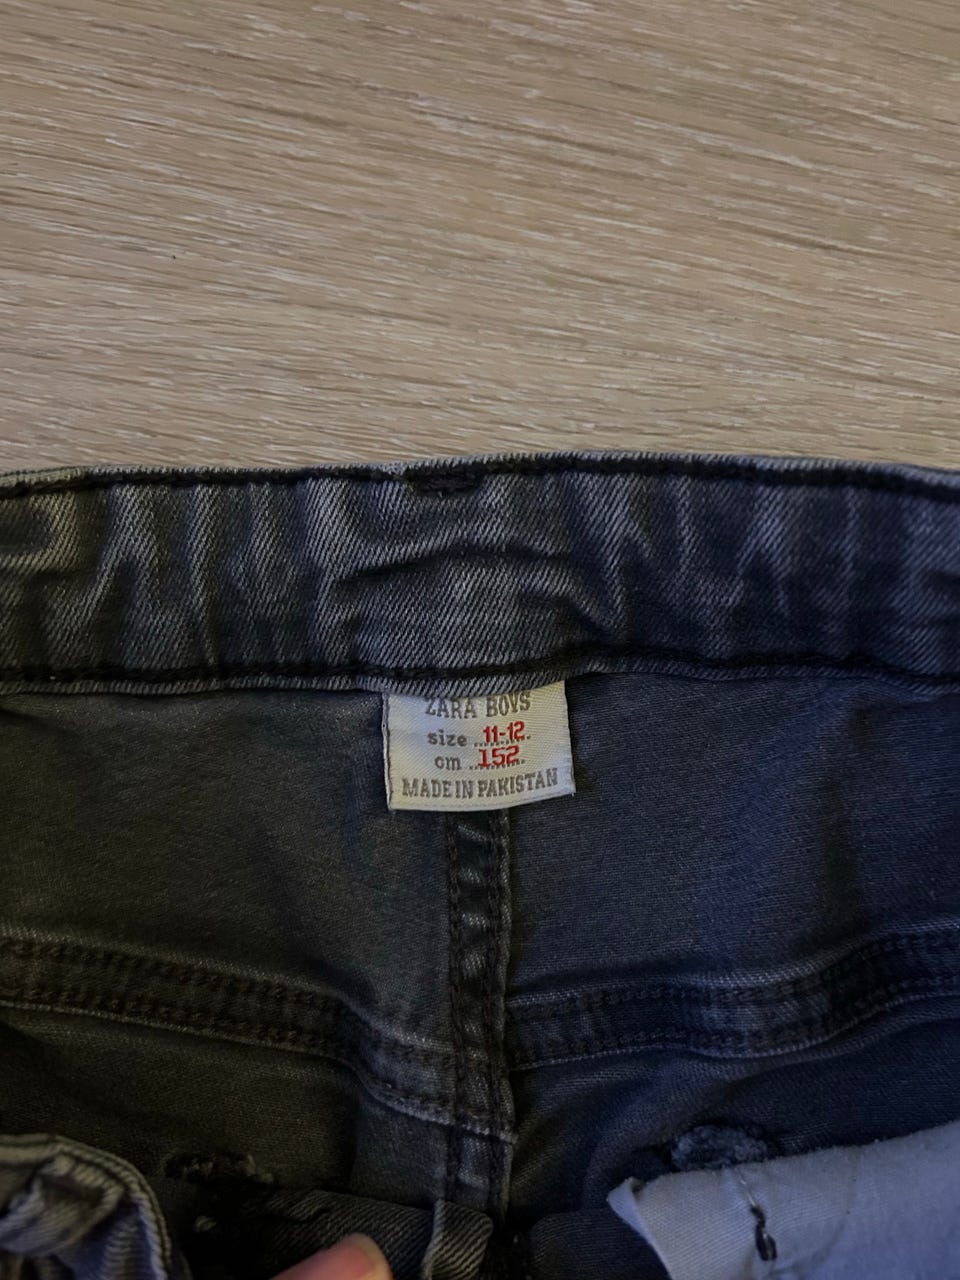 ZARA BOYS
size 11-12
cm 152
MADE IN PAKISTAN